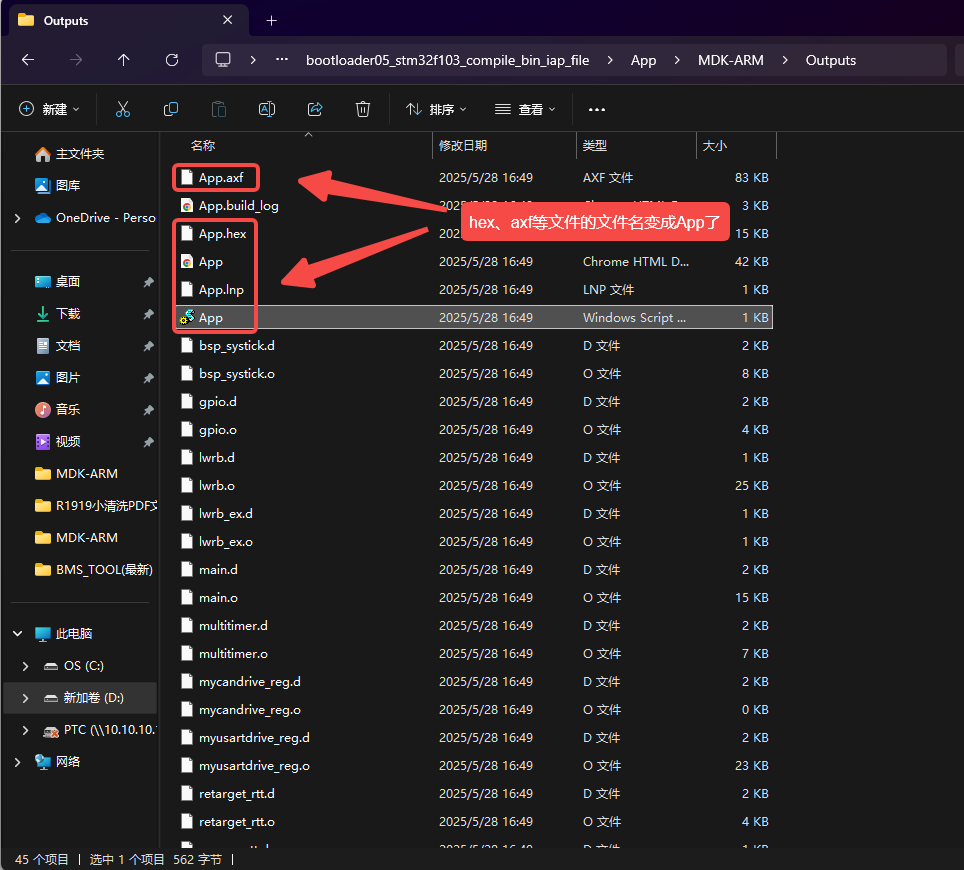 Outputs
bootloader05_stm32f103_compile_bin_iap_file > App > MDK-ARM > Outputs
新建 排序 查看
名称 修改日期 类型 大小
主文件夹
图库
OneDrive - Perso
桌面
下载
文档
图片
音乐
视频
MDK-ARM
R1919小清洗PDF文
MDK-ARM
BMS_TOOL(最新)
此电脑
OS (C:)
新加卷 (D:)
PTC (\\10.10.10.
网络
App.axf 2025/5/28 16:49 AXF 文件 83 KB
App.build_log 2025/5/28 16:49 3 KB
hex、axf等文件的文件名变成App了
App.hex 202 15 KB
App 2025/5/28 16:49 Chrome HTML D... 42 KB
App.lnp 2025/5/28 16:49 LNP 文件 1 KB
App 2025/5/28 16:49 Windows Script ... 1 KB
bsp_systick.d 2025/5/28 16:49 D 文件 2 KB
bsp_systick.o 2025/5/28 16:49 O 文件 8 KB
gpio.d 2025/5/28 16:49 D 文件 2 KB
gpio.o 2025/5/28 16:49 O 文件 4 KB
lwrb.d 2025/5/28 16:49 D 文件 1 KB
lwrb.o 2025/5/28 16:49 O 文件 25 KB
lwrb_ex.d 2025/5/28 16:49 D 文件 1 KB
lwrb_ex.o 2025/5/28 16:49 O 文件 1 KB
main.d 2025/5/28 16:49 D 文件 2 KB
main.o 2025/5/28 16:49 O 文件 15 KB
multitimer.d 2025/5/28 16:49 D 文件 2 KB
multitimer.o 2025/5/28 16:49 O 文件 7 KB
mycandrive_reg.d 2025/5/28 16:49 D 文件 2 KB
mycandrive_reg.o 2025/5/28 16:49 O 文件 0 KB
myusartdrive_reg.d 2025/5/28 16:49 D 文件 2 KB
myusartdrive_reg.o 2025/5/28 16:49 O 文件 23 KB
retarget_rtt.d 2025/5/28 16:49 D 文件 2 KB
retarget_rtt.o 2025/5/28 16:49 O 文件 4 KB
45 个项目 | 选中 1 个项目 562 字节 |